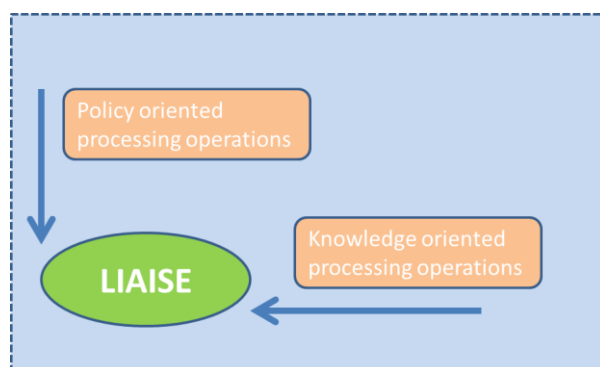 Policy oriented
processing operations
Knowledge oriented
processing operations
LIAISE